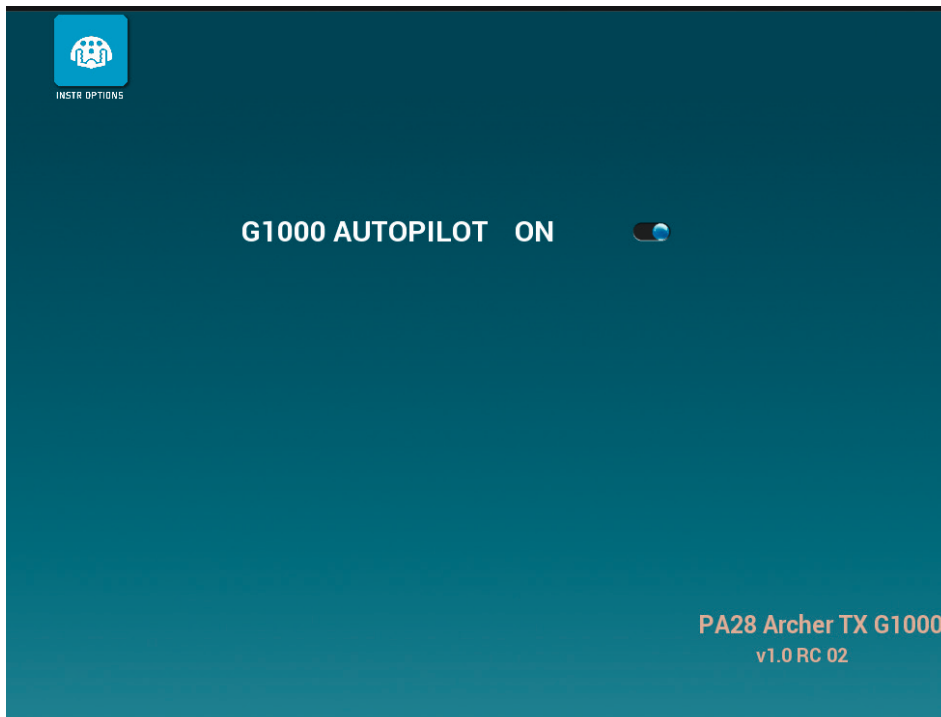 INSTR OPTIONS
G1000 AUTOPILOT ON
PA28 Archer TX G1000
v1.0 RC 02